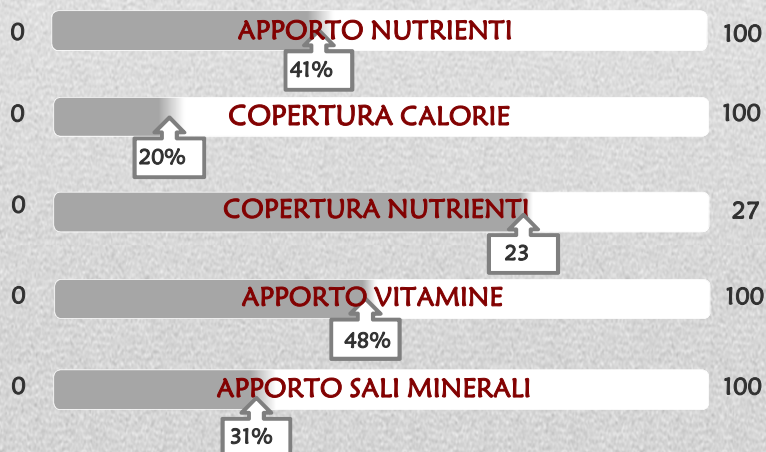 0 APPORTO NUTRIENTI 100
41%
0 COPERTURA CALORIE 100
20%
0 COPERTURA NUTRIENTI 27
23
0 APPORTO VITAMINE 100
48%
0 APPORTO SALI MINERALI 100
31%